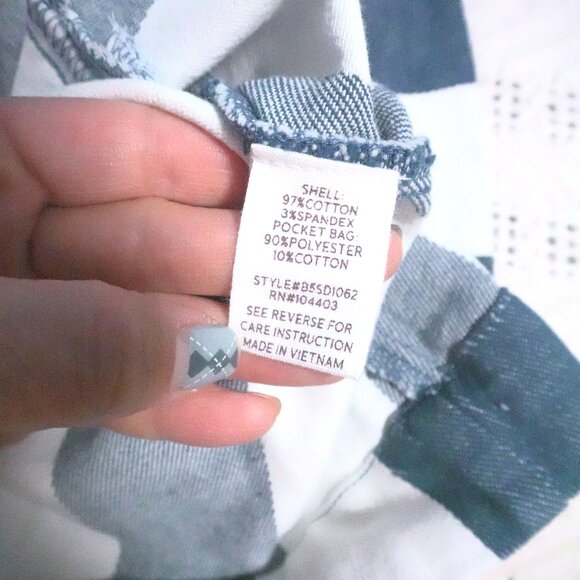 SHELL:
97%COTTON
3%SPANDEX
POCKET BAG:
90%POLYESTER
10%COTTON
STYLE#B5SD1062
RN#104403
SEE REVERSE FOR
CARE INSTRUCTION
MADE IN VIETNAM